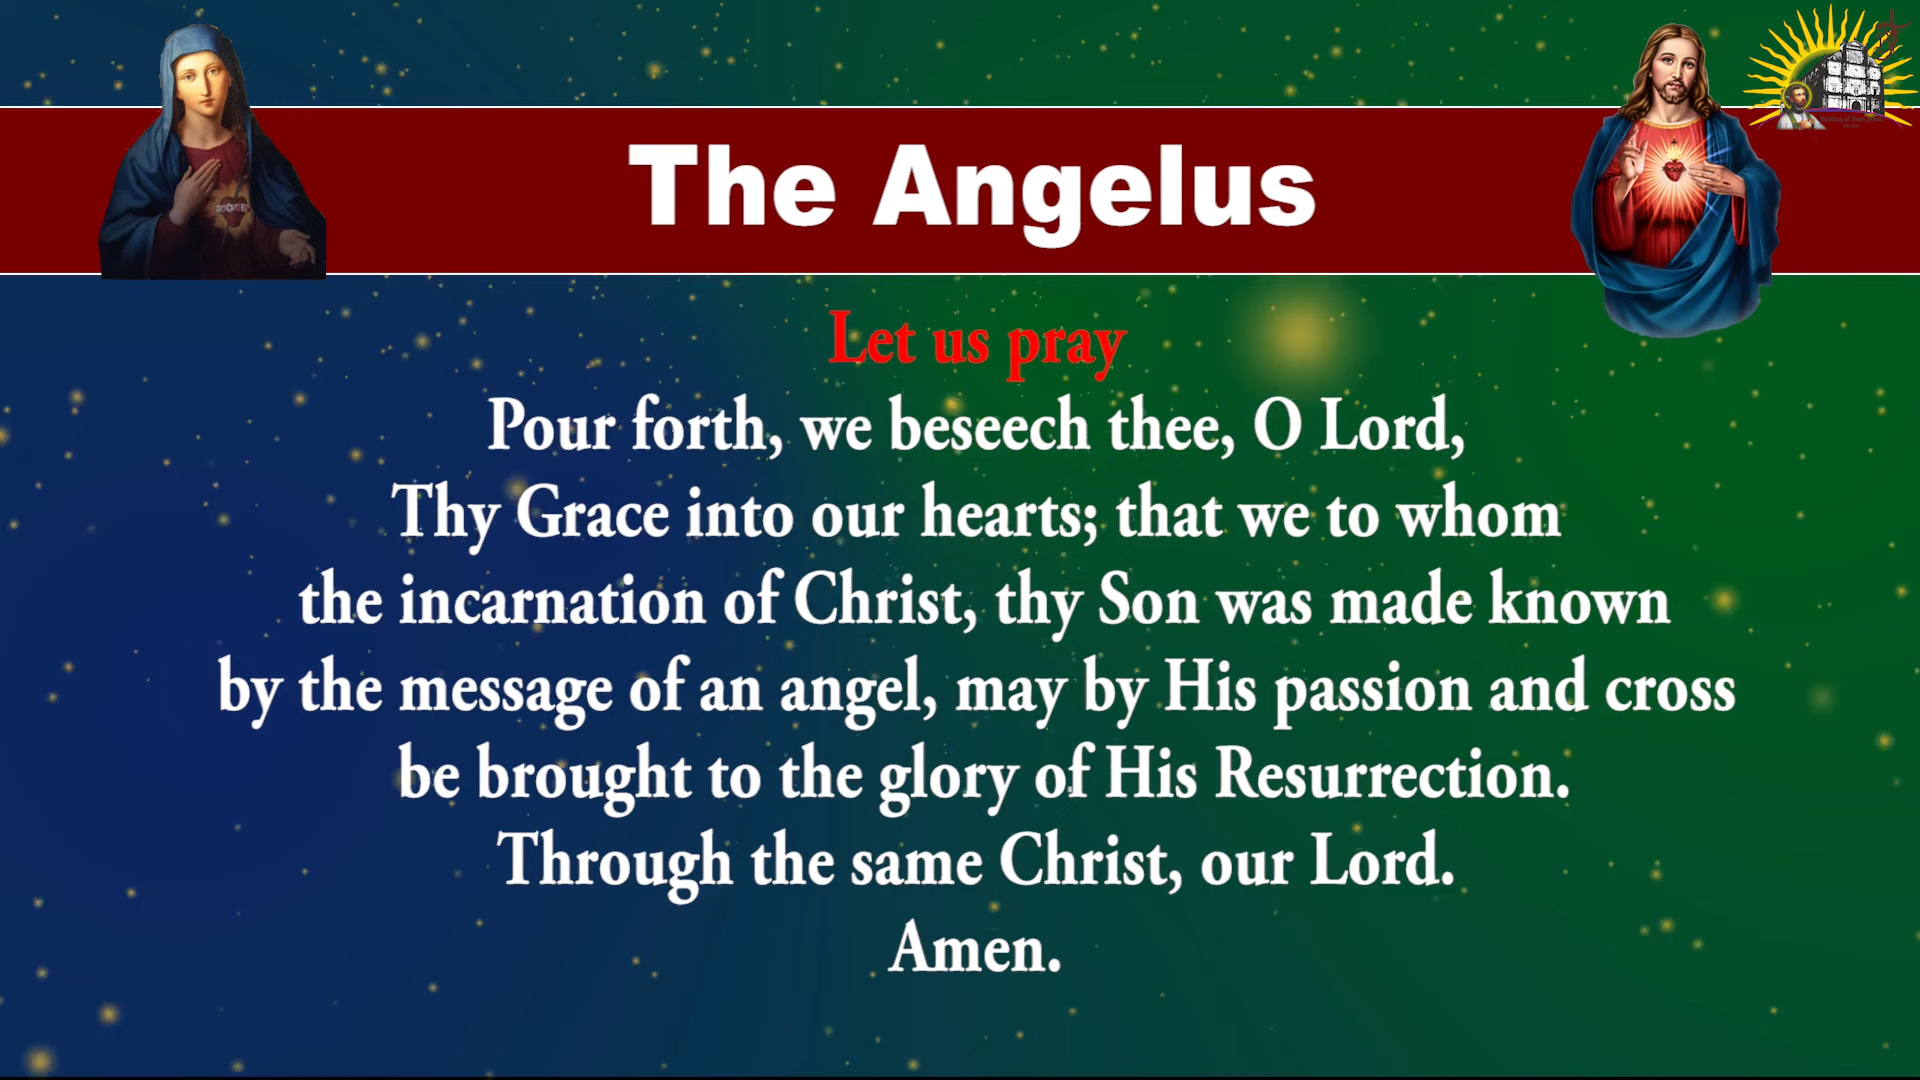 The Angelus
Let us pray
Pour forth, we beseech thee, O Lord,
Thy Grace into our hearts; that we to whom
the incarnation of Christ, thy Son was made known
by the message of an angel, may by His passion and cross
be brought to the glory of His Resurrection.
Through the same Christ, our Lord.
Amen.